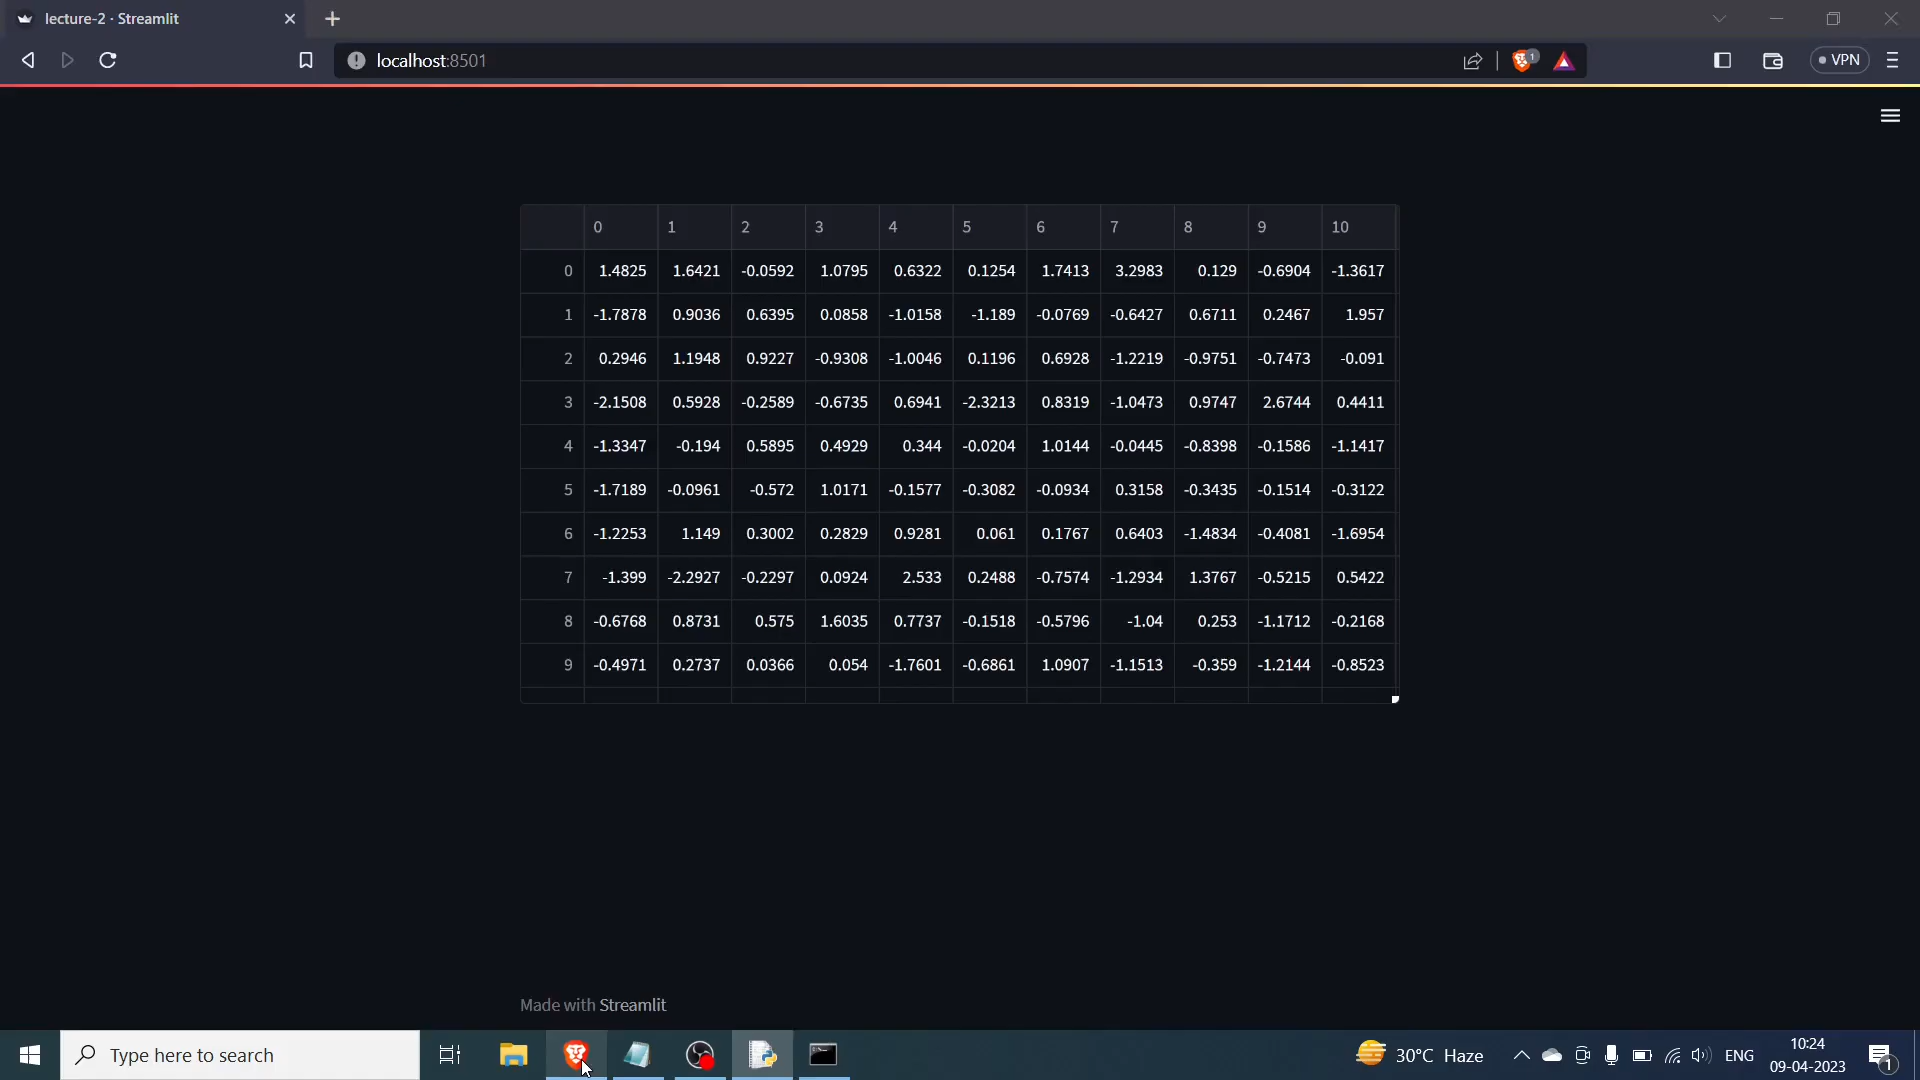 lecture-2 · Streamlit
localhost:8501
1
VPN
0 1 2 3 4 5 6 7 8 9 10
0 1.4825 1.6421 -0.0592 1.0795 0.6322 0.1254 1.7413 3.2983 0.129 -0.6904 -1.3617
1 -1.7878 0.9036 0.6395 0.0858 -1.0158 -1.189 -0.0769 -0.6427 0.6711 0.2467 1.957
2 0.2946 1.1948 0.9227 -0.9308 -1.0046 0.1196 0.6928 -1.2219 -0.9751 -0.7473 -0.091
3 -2.1508 0.5928 -0.2589 -0.6735 0.6941 -2.3213 0.8319 -1.0473 0.9747 2.6744 0.4411
4 -1.3347 -0.194 0.5895 0.4929 0.344 -0.0204 1.0144 -0.0445 -0.8398 -0.1586 -1.1417
5 -1.7189 -0.0961 -0.572 1.0171 -0.1577 -0.3082 -0.0934 0.3158 -0.3435 -0.1514 -0.3122
6 -1.2253 1.149 0.3002 0.2829 0.9281 0.061 0.1767 0.6403 -1.4834 -0.4081 -1.6954
7 -1.399 -2.2927 -0.2297 0.0924 2.533 0.2488 -0.7574 -1.2934 1.3767 -0.5215 0.5422
8 -0.6768 0.8731 0.575 1.6035 0.7737 -0.1518 -0.5796 -1.04 0.253 -1.1712 -0.2168
9 -0.4971 0.2737 0.0366 0.054 -1.7601 -0.6861 1.0907 -1.1513 -0.359 -1.2144 -0.8523
Made with Streamlit
Type here to search
30°C Haze
ENG
10:24
09-04-2023
1